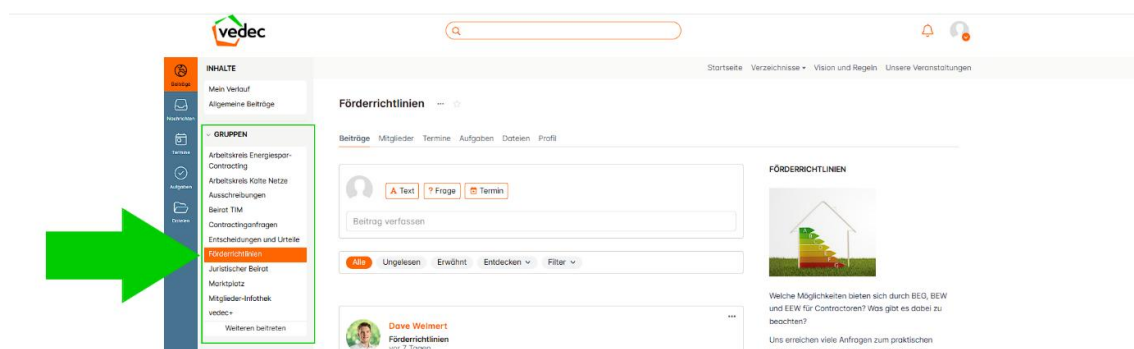 vedec
INHALTE
Startseite Verzeichnisse Vision und Regeln Unsere Veranstaltungen
Beiträge
Mein Verlauf
Allgemeine Beiträge
Nachrichten
Förderrichtlinien ...
GRUPPEN
Termine
Beiträge Mitglieder Termine Aufgaben Dateien Profil
Arbeitskreis Energiespar-
Contracting
Arbeitskreis Kalte Netze
Aufgaben
Ausschreibungen
Beirat TIM
Dateien
Contractinganfragen
Entscheidungen und Urteile
Förderrichtlinien
Juristischer Beirat
Marktplatz
Mitglieder-Infothek
vedec+
Weiteren beitreten
A Text ? Frage Termin
Beitrag verfassen
Alle Ungelesen Erwähnt Entdecken Filter
...
Dave Welmert
Förderrichtlinien
vor 7 Tagen
FÖRDERRICHTLINIEN
A
B
G
Welche Möglichkeiten bieten sich durch BEG, BEW
und EEW für Contractoren? Was gibt es dabei zu
beachten?
Uns erreichen viele Anfragen zum praktischen